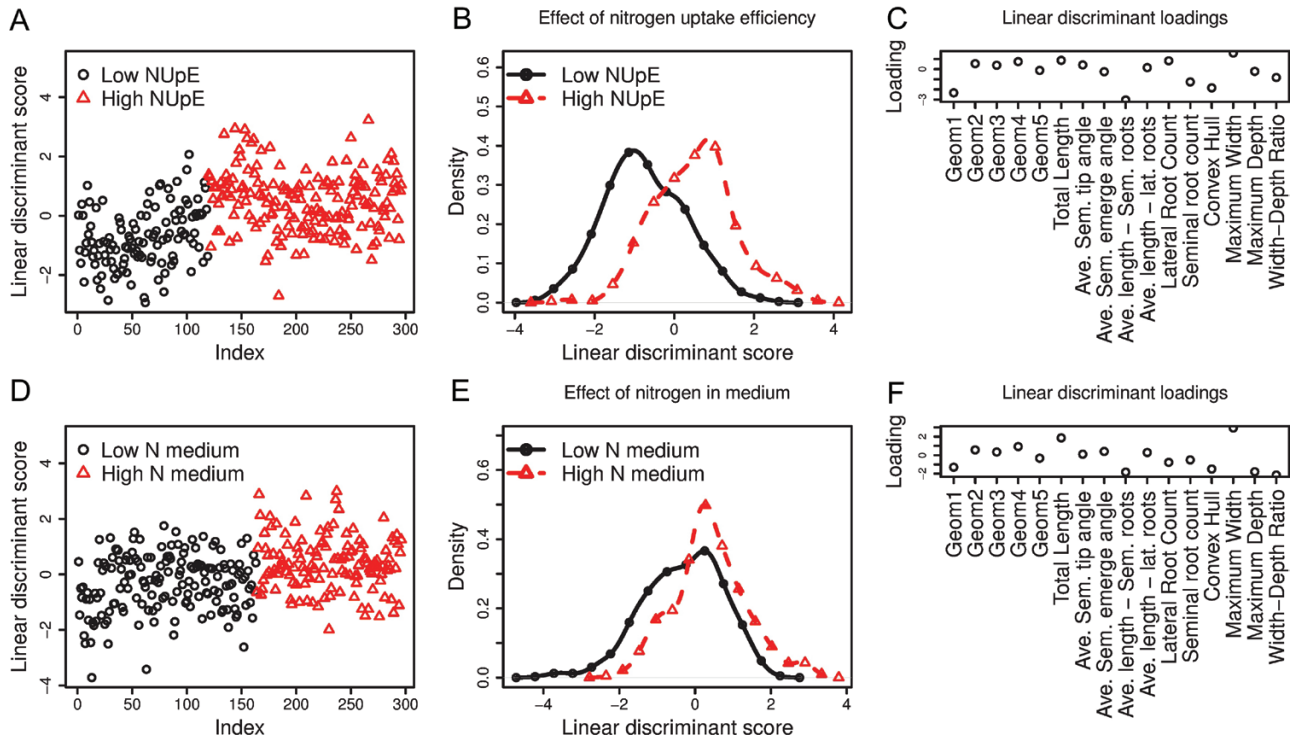 A
Linear discriminant score
4
2
0
−2
Low NUpE
High NUpE
0 50 100 150 200 250 300
Index
B
Effect of nitrogen uptake efficiency
Density
0.6
0.5
0.4
0.3
0.2
0.1
0.0
Low NUpE
High NUpE
−4 −2 0 2 4
Linear discriminant score
C
Linear discriminant loadings
Loading
0
−3
Geom1
Geom2
Geom3
Geom4
Geom5
Total Length
Ave. Sem. tip angle
Ave. Sem. emerge angle
Ave. length − Sem. roots
Ave. length − lat. roots
Lateral Root Count
Seminal root count
Convex Hull
Maximum Width
Maximum Depth
Width−Depth Ratio
D
Linear discriminant score
4
2
0
−2
−4
Low N medium
High N medium
0 50 100 150 200 250 300
Index
E
Effect of nitrogen in medium
Density
0.6
0.4
0.2
0.0
Low N medium
High N medium
−4 −2 0 2 4
Linear discriminant score
F
Linear discriminant loadings
Loading
2
0
−2
Geom1
Geom2
Geom3
Geom4
Geom5
Total Length
Ave. Sem. tip angle
Ave. Sem. emerge angle
Ave. length − Sem. roots
Ave. length − lat. roots
Lateral Root Count
Seminal root count
Convex Hull
Maximum Width
Maximum Depth
Width−Depth Ratio